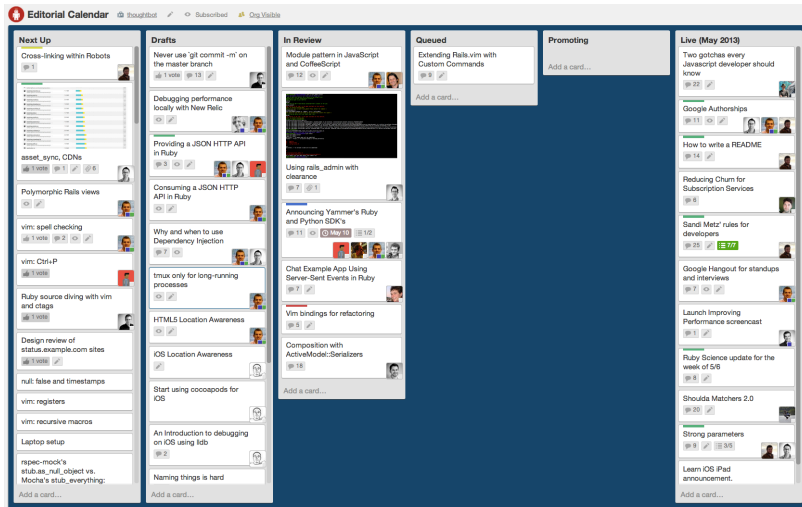 Editorial Calendar thoughtbot Subscribed Org Visible
Next Up
Cross-linking within Robots
1
asset_sync, CDNs
1 vote 1 6
Polymorphic Rails views
vim: spell checking
1 vote 2
vim: Ctrl+P
1 vote
Ruby source diving with vim
and ctags
1 vote
Design review of
status.example.com sites
1 vote
null: false and timestamps
vim: registers
vim: recursive macros
Laptop setup
rspec-mock's
stub.as_null_object vs.
Mocha's stub_everything:
Add a card...
Drafts
Never use `git commit -m` on
the master branch
1 vote 13
Debugging performance
locally with New Relic
Providing a JSON HTTP API
in Ruby
3
Consuming a JSON HTTP
API in Ruby
Why and when to use
Dependency Injection
7
tmux only for long-running
processes
HTML5 Location Awareness
iOS Location Awareness
Start using cocoapods for
iOS
An Introduction to debugging
on iOS using lldb
2
Naming things is hard
Add a card...
In Review
Module pattern in JavaScript
and CoffeeScript
12
Using rails_admin with
clearance
7 1
Announcing Yammer's Ruby
and Python SDK's
11 May 10 1/2
Chat Example App Using
Server-Sent Events in Ruby
7
Vim bindings for refactoring
5
Composition with
ActiveModel::Serializers
18
Add a card...
Queued
Extending Rails.vim with
Custom Commands
9
Add a card...
Promoting
Add a card...
Live (May 2013)
Two gotchas every
Javascript developer should
know
22
Google Authorships
11
How to write a README
14
Reducing Churn for
Subscription Services
6
Sandi Metz' rules for
developers
25 7/7
Google Hangout for standups
and interviews
7
Launch Improving
Performance screencast
1
Ruby Science update for the
week of 5/6
8
Shoulda Matchers 2.0
20
Strong parameters
9 3/3
Learn iOS iPad
announcement.
Add a card...